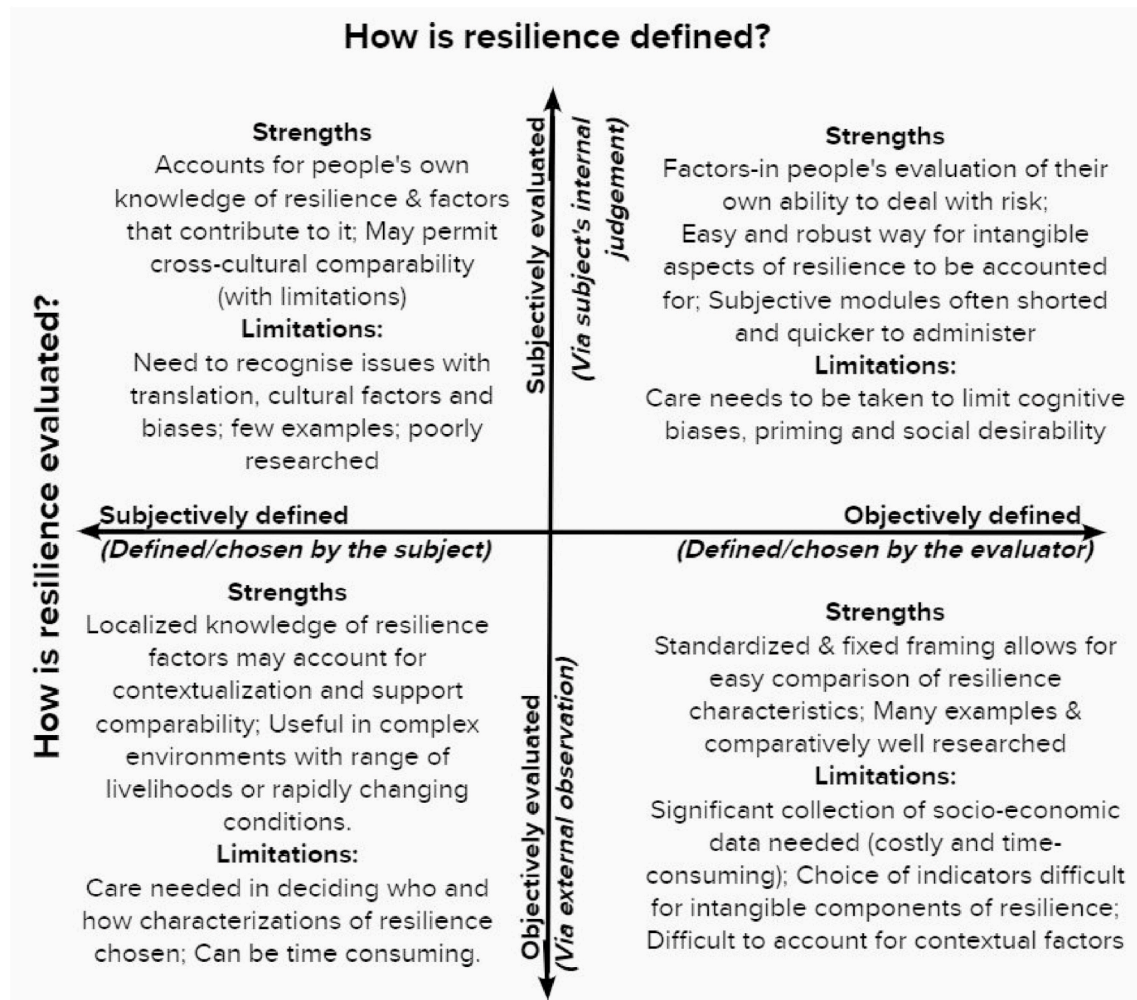 How is resilience defined?
How is resilience evaluated?
Strengths
Accounts for people's own
knowledge of resilience & factors
that contribute to it; May permit
cross-cultural comparability
(with limitations)
Limitations:
Need to recognise issues with
translation, cultural factors and
biases; few examples; poorly
researched
Subjectively evaluated
(Via subject's internal
judgement)
Strengths
Factors-in people's evaluation of their
own ability to deal with risk;
Easy and robust way for intangible
aspects of resilience to be accounted
for; Subjective modules often shorted
and quicker to administer
Limitations:
Care needs to be taken to limit cognitive
biases, priming and social desirability
Subjectively defined
(Defined/chosen by the subject)
Objectively defined
(Defined/chosen by the evaluator)
Strengths
Localized knowledge of resilience
factors may account for
contextualization and support
comparability; Useful in complex
environments with range of
livelihoods or rapidly changing
conditions.
Limitations:
Care needed in deciding who and
how characterizations of resilience
chosen; Can be time consuming.
Objectively evaluated
(Via external observation)
Strengths
Standardized & fixed framing allows for
easy comparison of resilience
characteristics; Many examples &
comparatively well researched
Limitations:
Significant collection of socio-economic
data needed (costly and time-
consuming); Choice of indicators difficult
for intangible components of resilience;
Difficult to account for contextual factors